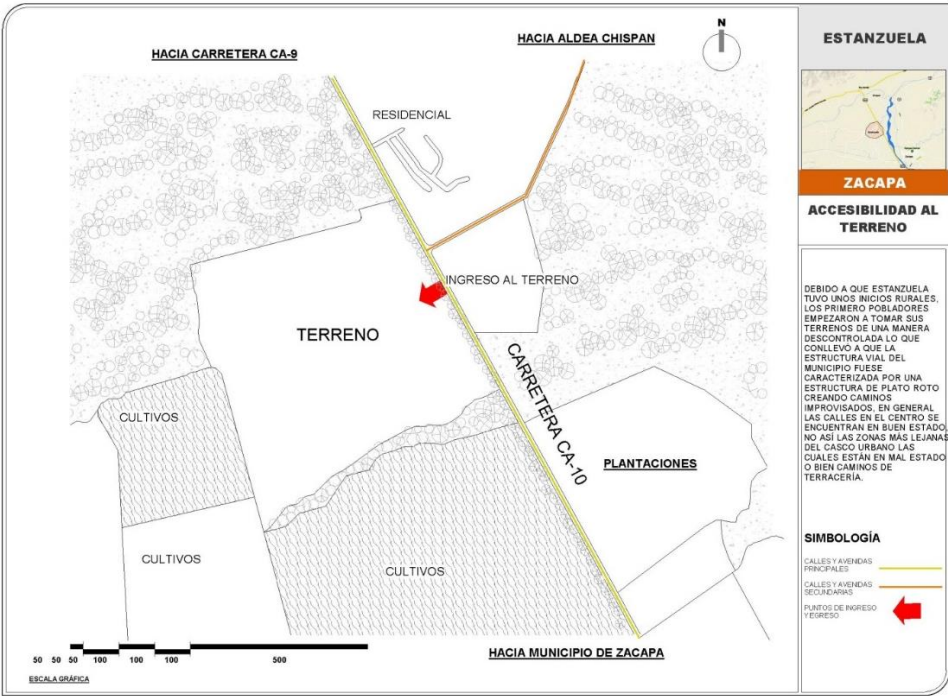 HACIA CARRETERA CA-9
HACIA ALDEA CHISPAN
N
RESIDENCIAL
INGRESO AL TERRENO
TERRENO
CARRETERA CA-10
CULTIVOS
PLANTACIONES
CULTIVOS
CULTIVOS
HACIA MUNICIPIO DE ZACAPA
50 50 50 100 100 100 500
ESCALA GRÁFICA
ESTANZUELA
ZACAPA
ACCESIBILIDAD AL
TERRENO
DEBIDO A QUE ESTANZUELA
TUVO UNOS INICIOS RURALES,
LOS PRIMERO POBLADORES
EMPEZARON A TOMAR SUS
TERRENOS DE UNA MANERA
DESCONTROLADA LO QUE
CONLLEVÓ A QUE LA
ESTRUCTURA VIAL DEL
MUNICIPIO FUESE
CARACTERIZADA POR UNA
ESTRUCTURA DE PLATO ROTO
CREANDO CAMINOS
IMPROVISADOS, EN GENERAL
LAS CALLES EN EL CENTRO SE
ENCUENTRAN EN BUEN ESTADO,
NO ASÍ LAS ZONAS MÁS LEJANAS
DEL CASCO URBANO LAS
CUALES ESTÁN EN MAL ESTADO
O BIEN CAMINOS DE
TERRACERÍA.
SIMBOLOGÍA
CALLES Y AVENIDAS
PRINCIPALES
CALLES Y AVENIDAS
SECUNDARIAS
PUNTOS DE INGRESO
Y EGRESO